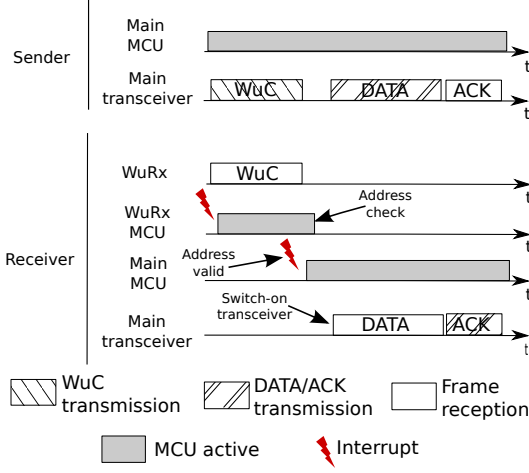 Main
MCU
t
Sender
Main
transceiver
WuC
DATA
ACK
t
WuRx
WuC
t
WuRx
MCU
Address
check
t
Receiver
Address
valid
Main
MCU
t
Switch-on
transceiver
Main
transceiver
DATA
ACK
t
WuC
transmission
DATA/ACK
transmission
Frame
reception
MCU active
Interrupt